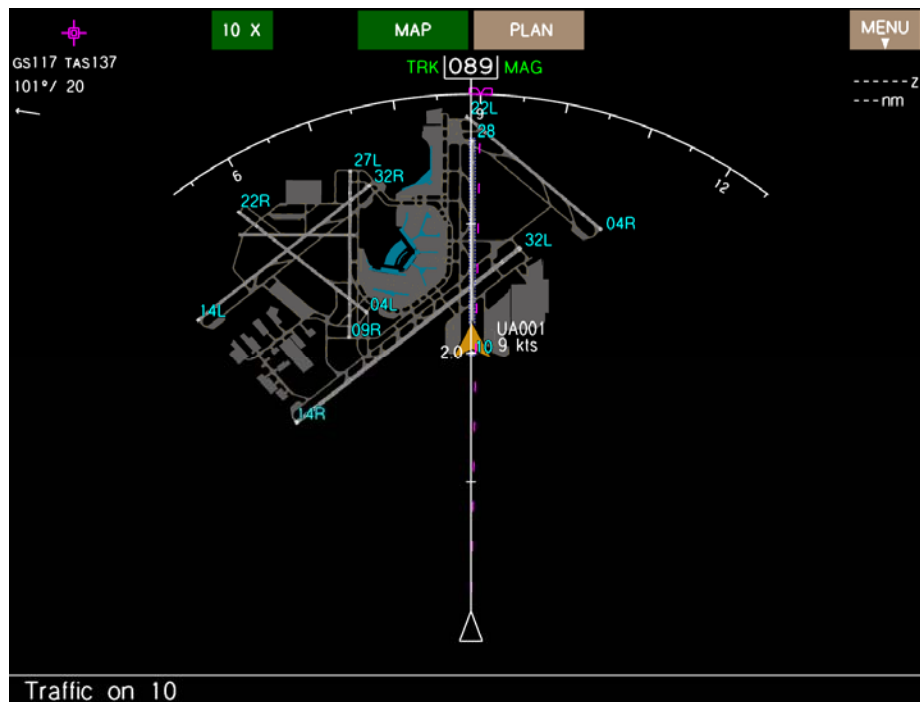 10 X MAP PLAN MENU
GS117 TAS137
TRK 089 MAG
101°/ 20
------z
---nm
22L
9
28
27L
32R
6
12
22R
04R
32L
14L
04L
09R
UA001
2.0 10 9 kts
14R
Traffic on 10